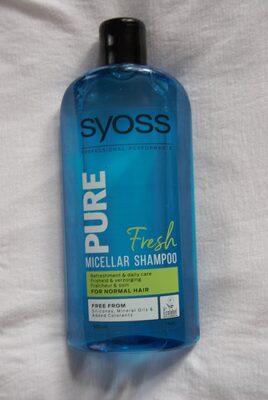 syoss
PROFESSIONAL PERFORMANCE
PURE
Fresh
MICELLAR SHAMPOO
Refreshment & daily care
Frisheid & verzorging
Fraîcheur & soin
FOR NORMAL HAIR
FREE FROM
Silicones, Mineral Oils &
Added Colorants